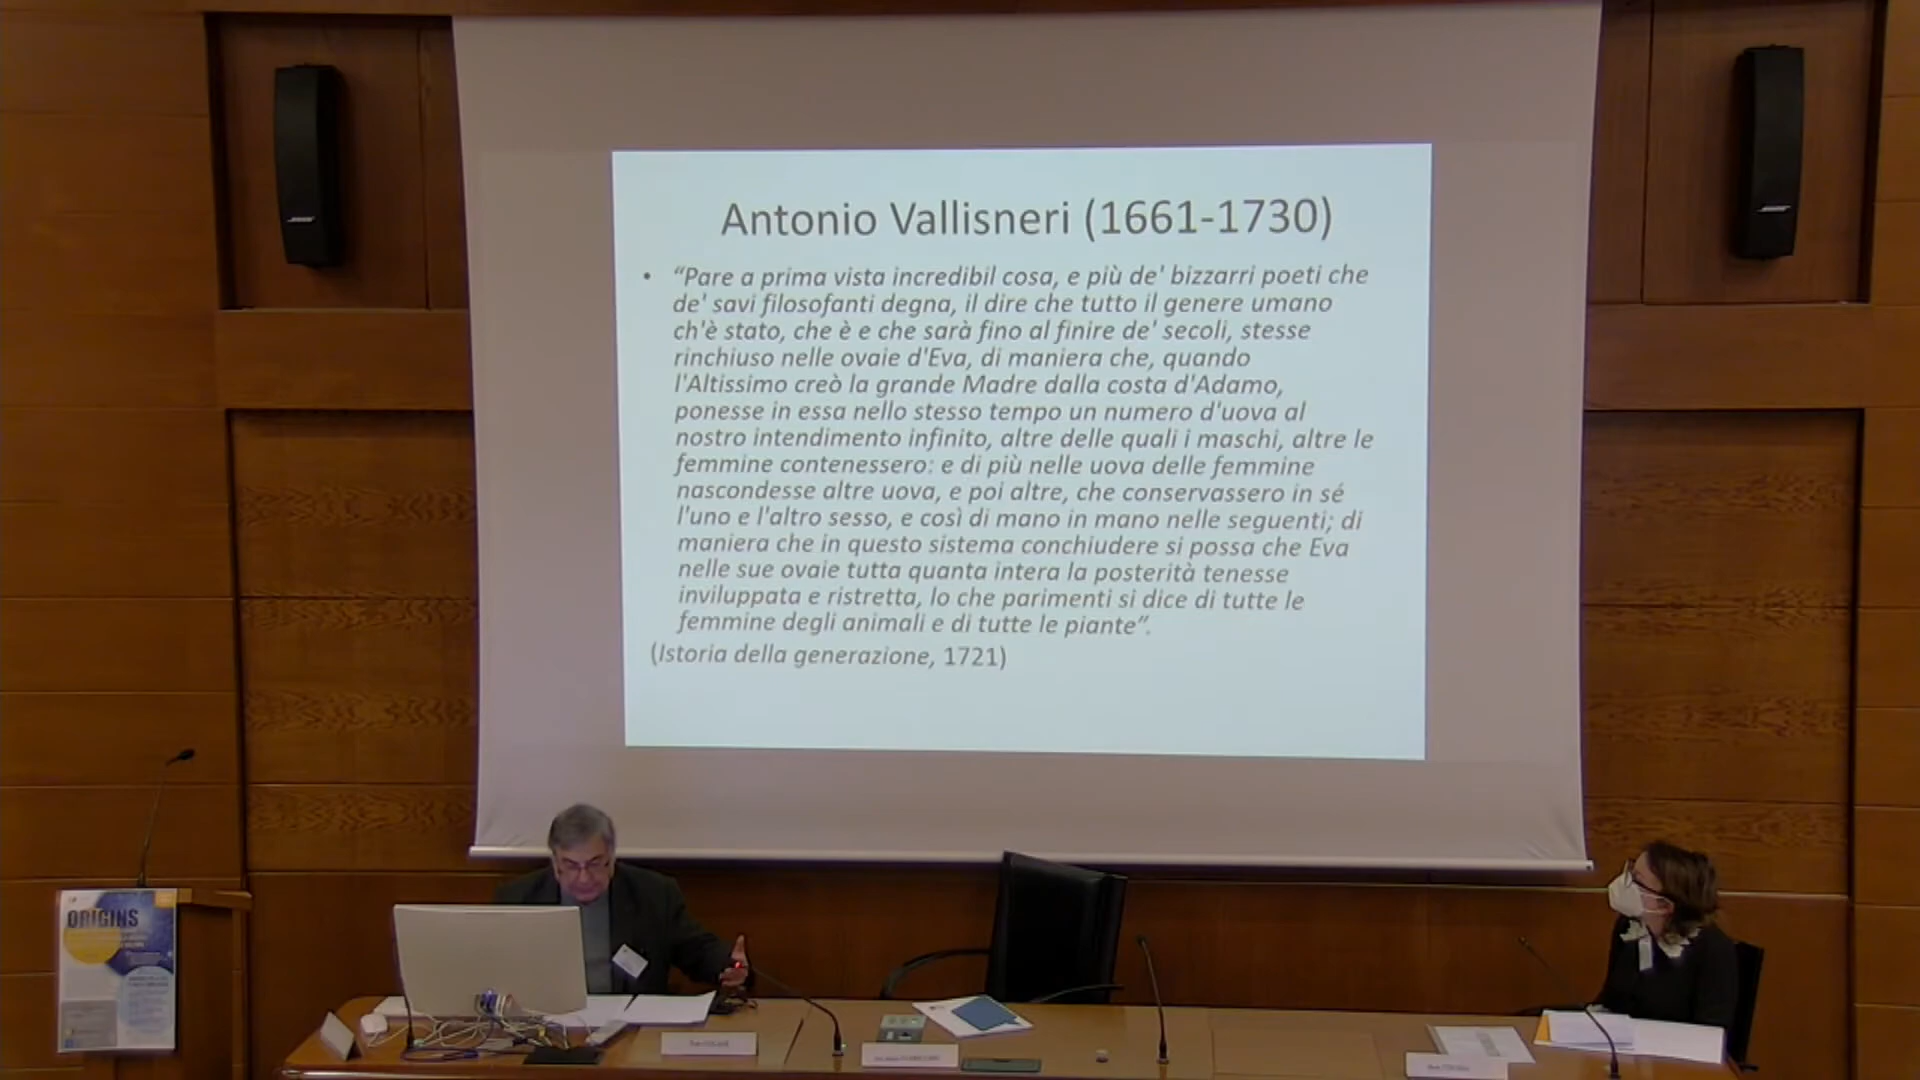 Antonio Vallisneri (1661-1730)
• “Pare a prima vista incredibil cosa, e più de' bizzarri poeti che
de' savi filosofanti degna, il dire che tutto il genere umano
ch'è stato, che è e che sarà fino al finire de' secoli, stesse
rinchiuso nelle ovaie d'Eva, di maniera che, quando
l'Altissimo creò la grande Madre dalla costa d'Adamo,
ponesse in essa nello stesso tempo un numero d'uova al
nostro intendimento infinito, altre delle quali i maschi, altre le
femmine contenessero: e di più nelle uova delle femmine
nascondesse altre uova, e poi altre, che conservassero in sé
l'uno e l'altro sesso, e così di mano in mano nelle seguenti; di
maniera che in questo sistema conchiudere si possa che Eva
nelle sue ovaie tutta quanta intera la posterità tenesse
inviluppata e ristretta, lo che parimenti si dice di tutte le
femmine degli animali e di tutte le piante”.
(Istoria della generazione, 1721)
ORIGINS